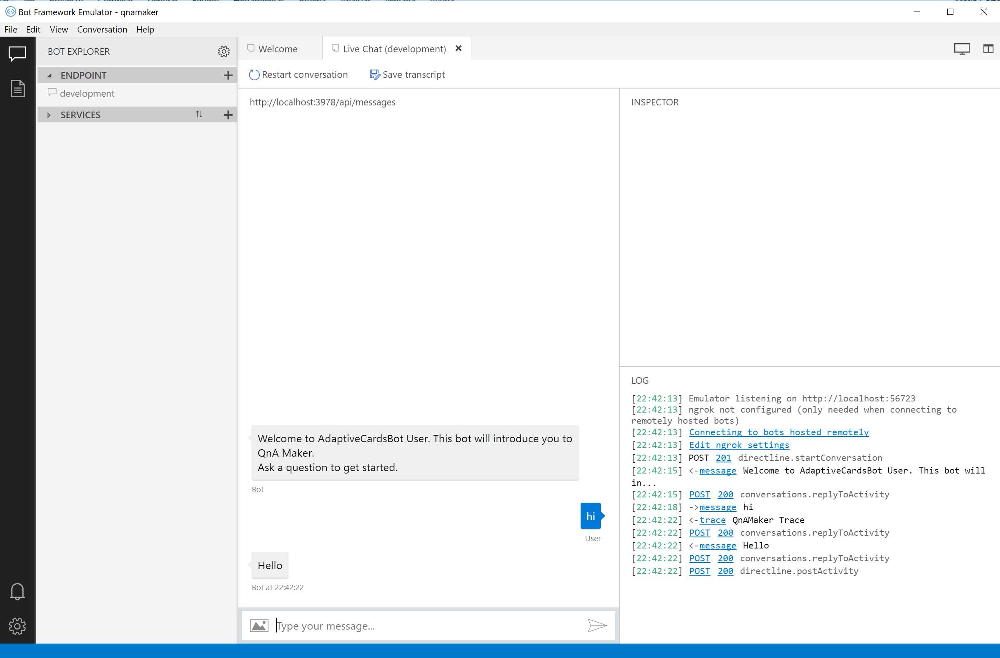 Bot Framework Emulator - qnamaker
File Edit View Conversation Help
BOT EXPLORER
ENDPOINT
development
SERVICES
Welcome
Live Chat (development)
Restart conversation
Save transcript
http://localhost:3978/api/messages
Welcome to AdaptiveCardsBot User. This bot will introduce you to
QnA Maker.
Ask a question to get started.
Bot
hi
User
Hello
Bot at 22:42:22
Type your message...
INSPECTOR
LOG
[22:42:13] Emulator listening on http://localhost:56723
[22:42:13] ngrok not configured (only needed when connecting to
remotely hosted bots)
[22:42:13] Connecting to bots hosted remotely
[22:42:13] Edit ngrok settings
[22:42:13] POST 201 directline.startConversation
[22:42:15] <-message Welcome to AdaptiveCardsBot User. This bot will
in...
[22:42:15] POST 200 conversations.replyToActivity
[22:42:18] ->message hi
[22:42:22] <-trace QnAMaker Trace
[22:42:22] POST 200 conversations.replyToActivity
[22:42:22] <-message Hello
[22:42:22] POST 200 conversations.replyToActivity
[22:42:22] POST 200 directline.postActivity